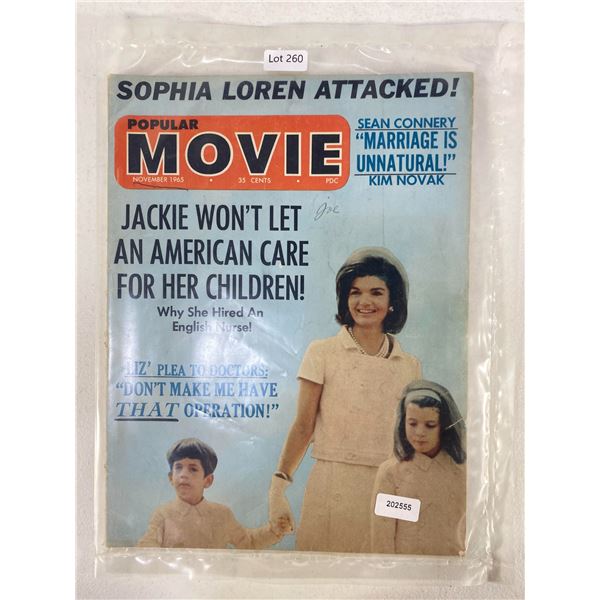 Lot 260
SOPHIA LOREN ATTACKED!
POPULAR
MOVIE
NOVEMBER 1965 • 35 CENTS • PDC
SEAN CONNERY
"MARRIAGE IS
UNNATURAL!"
KIM NOVAK
Joe
JACKIE WON'T LET
AN AMERICAN CARE
FOR HER CHILDREN!
Why She Hired An
English Nurse!
LIZ' PLEA TO DOCTORS:
"DON'T MAKE ME HAVE
THAT OPERATION!"
202555